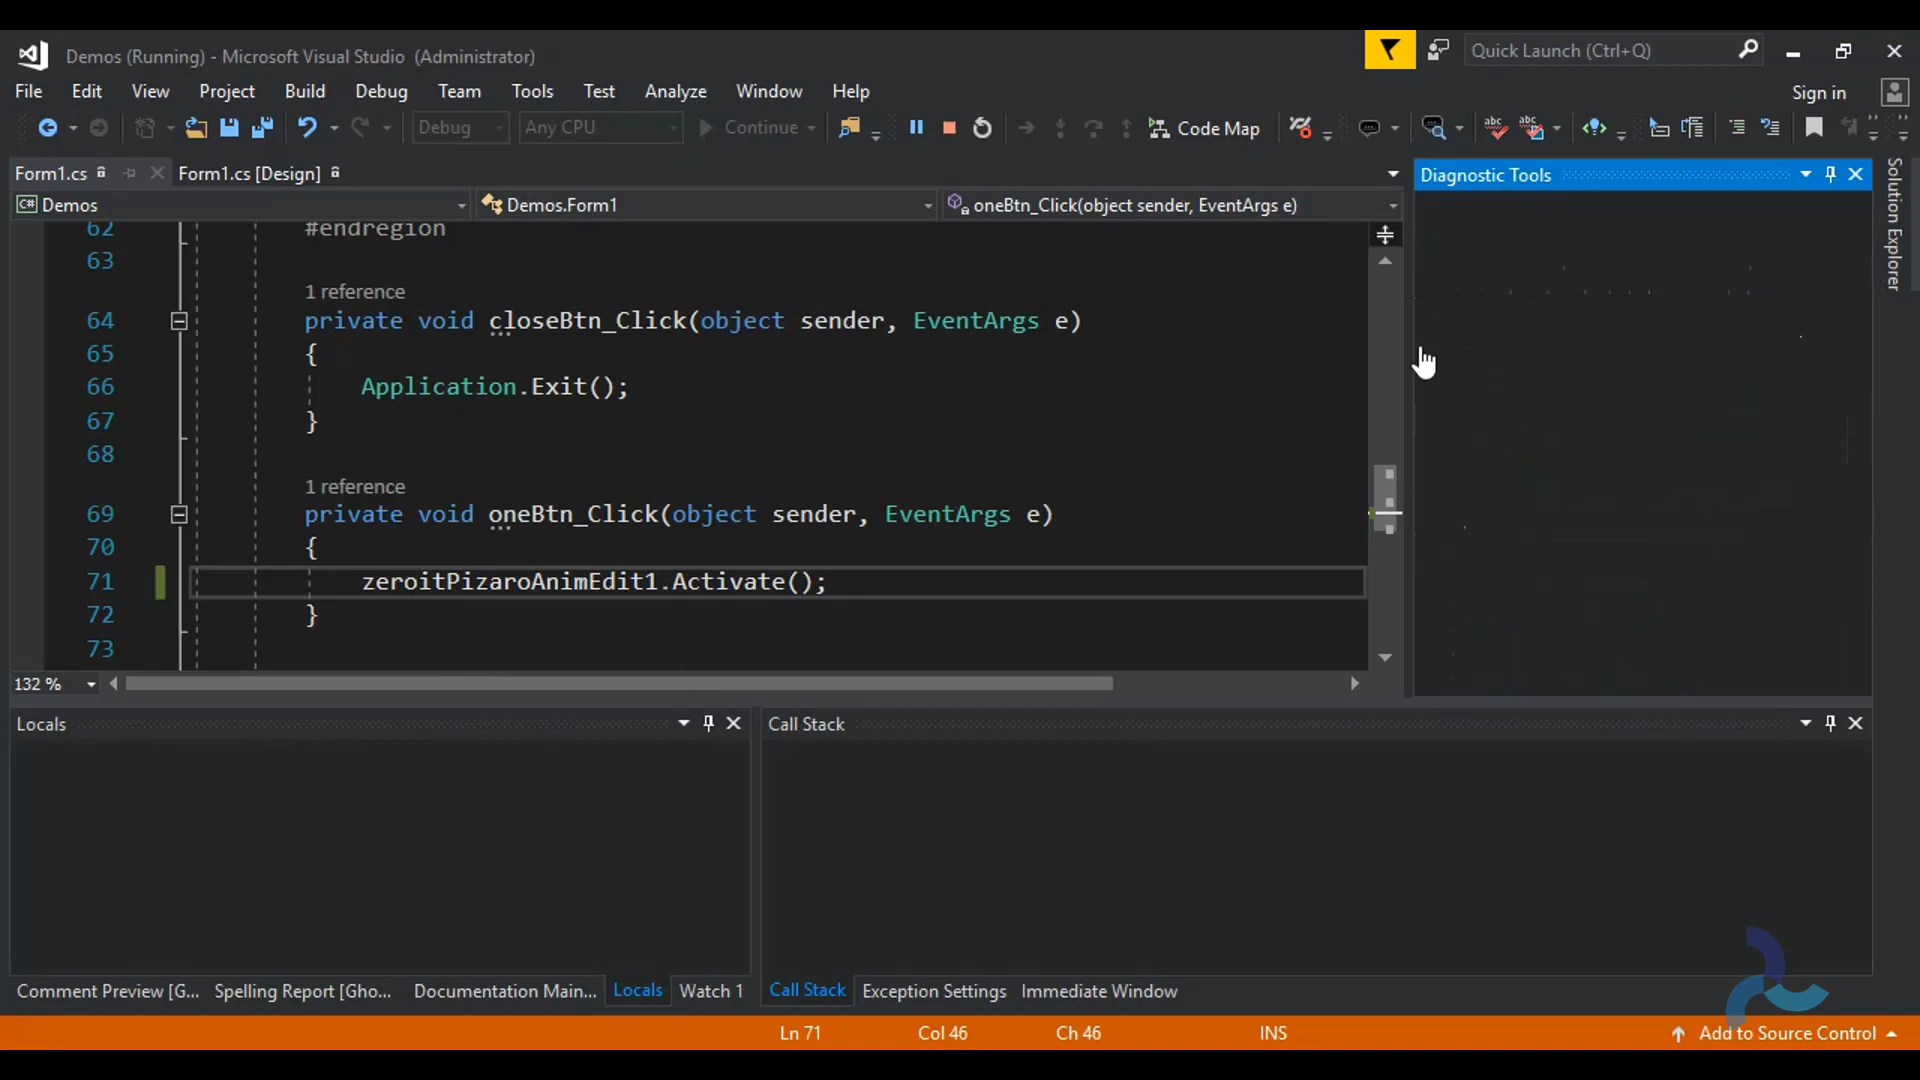 Demos (Running) - Microsoft Visual Studio (Administrator)
Quick Launch (Ctrl+Q)
File Edit View Project Build Debug Team Tools Test Analyze Window Help
Sign in
Debug Any CPU Continue Code Map
Form1.cs Form1.cs [Design]
Diagnostic Tools
Solution Explorer
C# Demos Demos.Form1 oneBtn_Click(object sender, EventArgs e)
62 #endregion
63
1 reference
64 private void closeBtn_Click(object sender, EventArgs e)
65 {
66 Application.Exit();
67 }
68
1 reference
69 private void oneBtn_Click(object sender, EventArgs e)
70 {
71 zeroitPizaroAnimEdit1.Activate();
72 }
73
132 %
Locals
Call Stack
Comment Preview [G... Spelling Report [Gho... Documentation Main... Locals Watch 1
Call Stack Exception Settings Immediate Window
Ln 71 Col 46 Ch 46 INS Add to Source Control